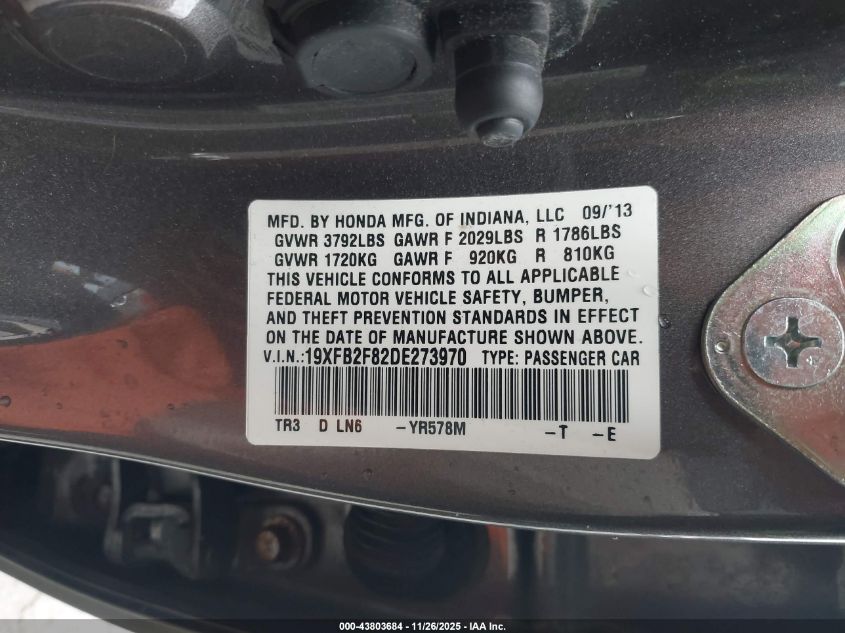 MFD. BY HONDA MFG. OF INDIANA, LLC 09/'13
GVWR 3792LBS GAWR F 2029LBS R 1786LBS
GVWR 1720KG GAWR F 920KG R 810KG
THIS VEHICLE CONFORMS TO ALL APPLICABLE
FEDERAL MOTOR VEHICLE SAFETY, BUMPER,
AND THEFT PREVENTION STANDARDS IN EFFECT
ON THE DATE OF MANUFACTURE SHOWN ABOVE.
V.I.N.:19XFB2F82DE273970 TYPE: PASSENGER CAR
TR3 D LN6 -YR578M -T -E
000-43803684 | 11/26/2025 - IAA Inc.